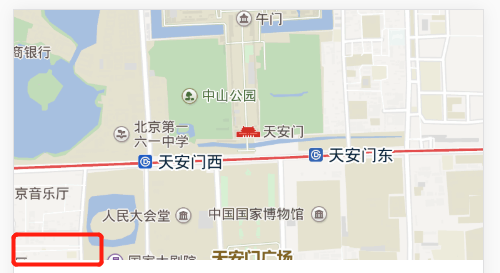 午门
商银行
中山公园
北京第一
六一中学
天安门
天安门西
天安门东
京音乐厅
人民大会堂
中国国家博物馆
国家大剧院
天安门广场